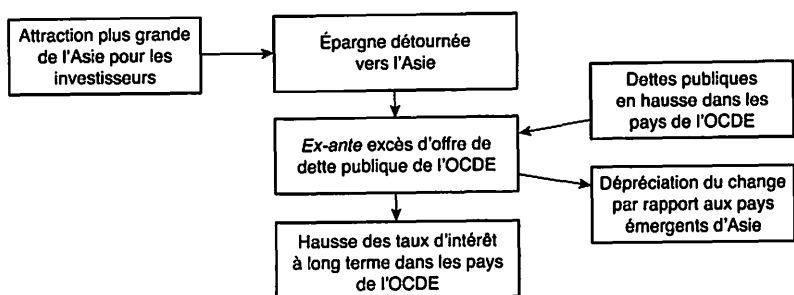 Attraction plus grande
de l'Asie pour les
investisseurs
Épargne détournée
vers l'Asie
Dettes publiques
en hausse dans les
pays de l'OCDE
Ex-ante excès d'offre de
dette publique de l'OCDE
Dépréciation du change
par rapport aux pays
émergents d'Asie
Hausse des taux d'intérêt
à long terme dans les pays
de l'OCDE